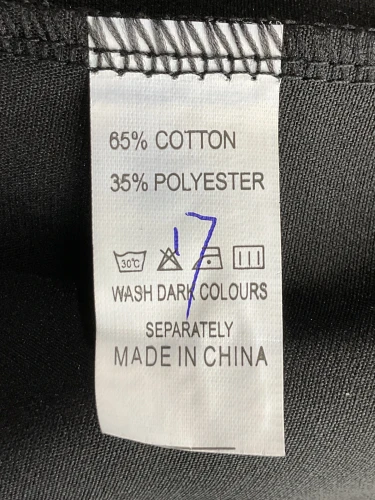 65% COTTON
35% POLYESTER
17
30°C
WASH DARK COLOURS
SEPARATELY
MADE IN CHINA